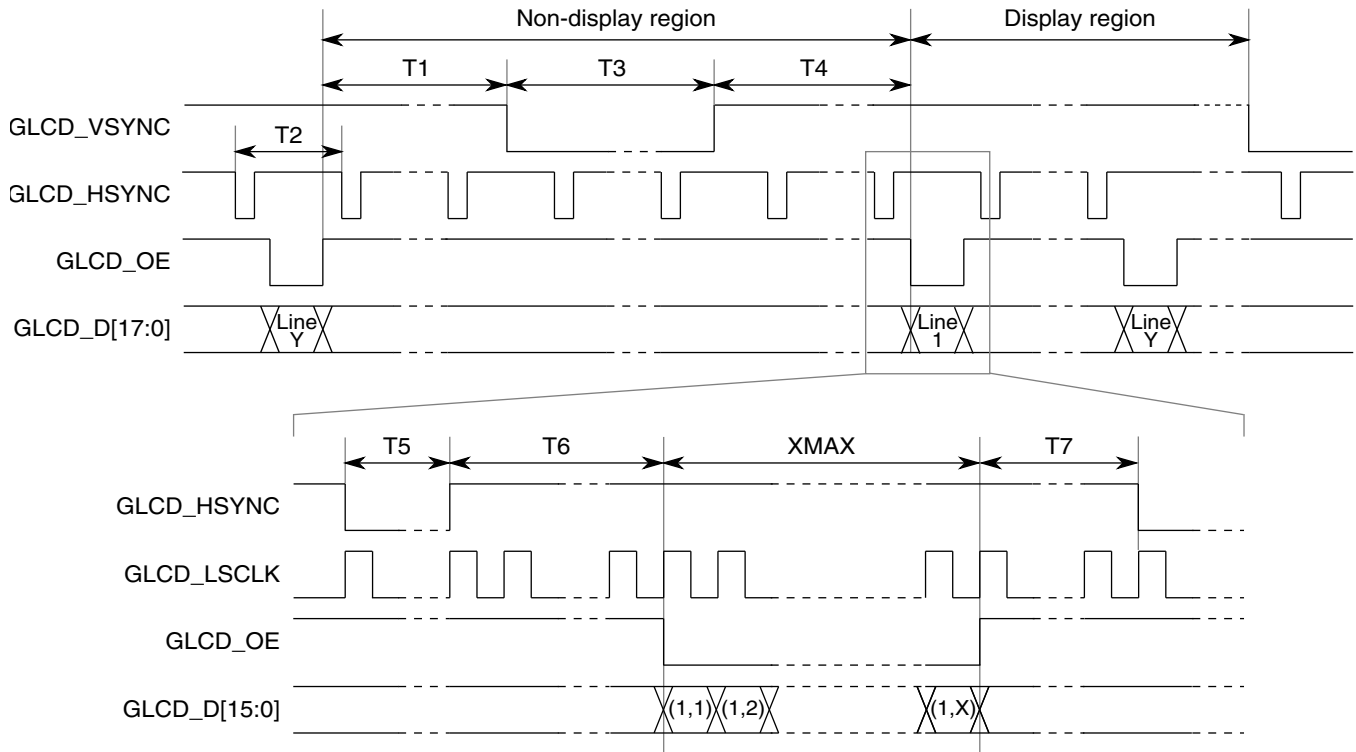 Non-display region Display region
T1 T3 T4
GLCD_VSYNC
T2
GLCD_HSYNC
GLCD_OE
GLCD_D[17:0] Line Y Line 1 Line Y
T5 T6 XMAX T7
GLCD_HSYNC
GLCD_LSCLK
GLCD_OE
GLCD_D[15:0] (1,1) (1,2) (1,X)